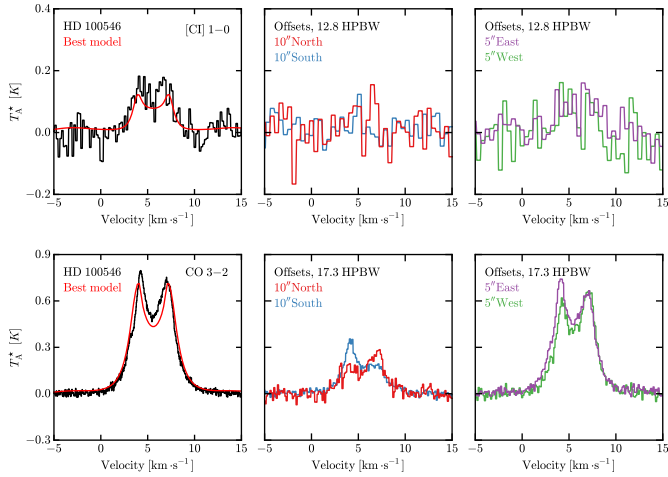 HD 100546 [CI] 1−0
Best model
Offsets, 12.8 HPBW
10″North
10″South
Offsets, 12.8 HPBW
5″East
5″West
T_A^⋆ [K]
0.4
0.2
0.0
−0.2
−5 0 5 10 15
−5 0 5 10 15
−5 0 5 10 15
Velocity [km·s⁻¹]
Velocity [km·s⁻¹]
Velocity [km·s⁻¹]
HD 100546 CO 3−2
Best model
Offsets, 17.3 HPBW
10″North
10″South
Offsets, 17.3 HPBW
5″East
5″West
T_A^⋆ [K]
0.9
0.6
0.3
0.0
−0.3
−5 0 5 10 15
−5 0 5 10 15
−5 0 5 10 15
Velocity [km·s⁻¹]
Velocity [km·s⁻¹]
Velocity [km·s⁻¹]